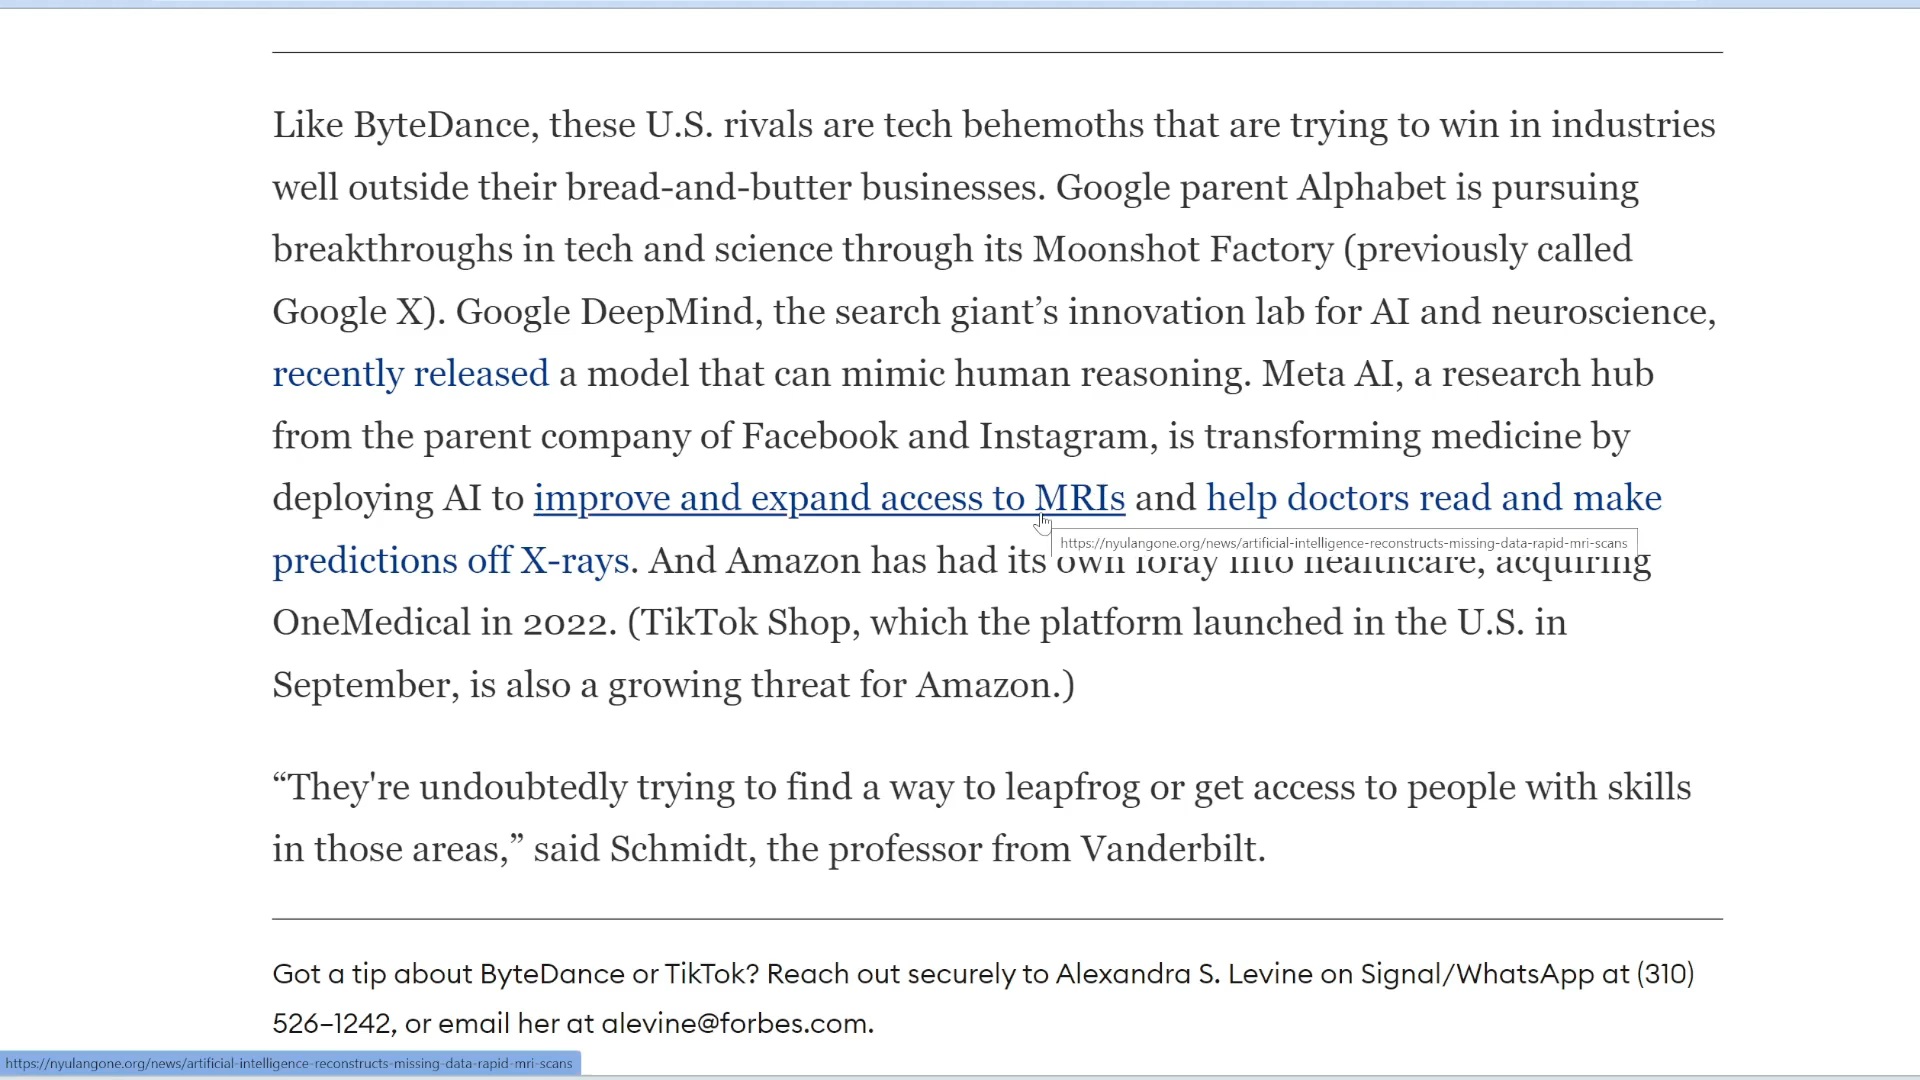 Like ByteDance, these U.S. rivals are tech behemoths that are trying to win in industries
well outside their bread-and-butter businesses. Google parent Alphabet is pursuing
breakthroughs in tech and science through its Moonshot Factory (previously called
Google X). Google DeepMind, the search giant’s innovation lab for AI and neuroscience,
recently released a model that can mimic human reasoning. Meta AI, a research hub
from the parent company of Facebook and Instagram, is transforming medicine by
deploying AI to improve and expand access to MRIs and help doctors read and make
https://nyulangone.org/news/artificial-intelligence-reconstructs-missing-data-rapid-mri-scans
predictions off X-rays. And Amazon has had its own foray into healthcare, acquiring
OneMedical in 2022. (TikTok Shop, which the platform launched in the U.S. in
September, is also a growing threat for Amazon.)
“They're undoubtedly trying to find a way to leapfrog or get access to people with skills
in those areas,” said Schmidt, the professor from Vanderbilt.
Got a tip about ByteDance or TikTok? Reach out securely to Alexandra S. Levine on Signal/WhatsApp at (310)
526–1242, or email her at alevine@forbes.com.
https://nyulangone.org/news/artificial-intelligence-reconstructs-missing-data-rapid-mri-scans